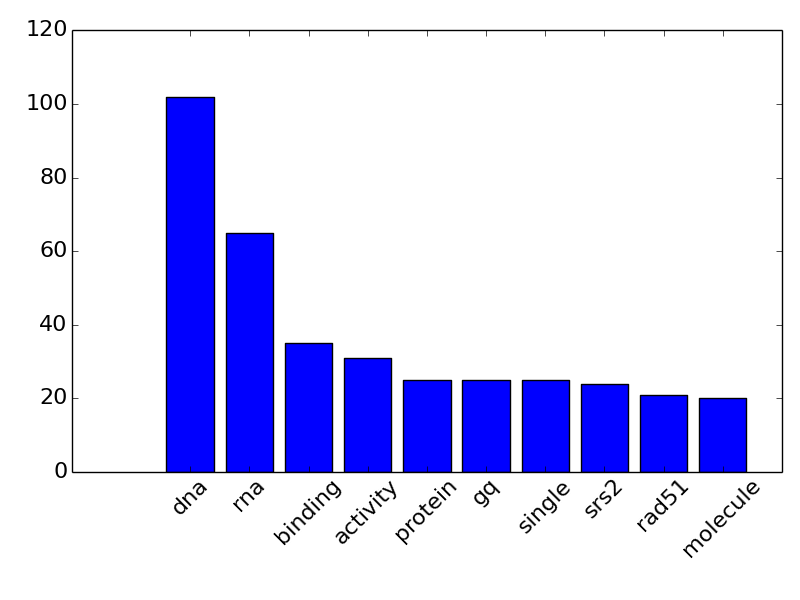 120
100
80
60
40
20
0
dna
rna
binding
activity
protein
gq
single
srs2
rad51
molecule